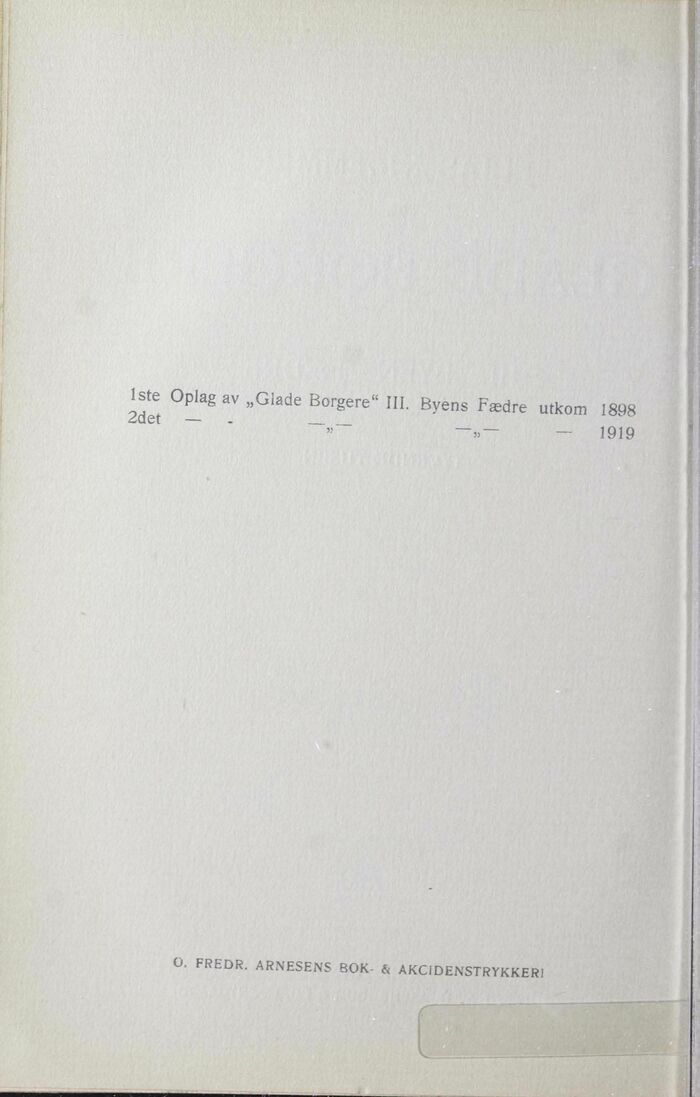 1ste Oplag av „Glade Borgere“ III. Byens Fædre utkom 1898
2det — - —„— —„— — 1919
O. FREDR. ARNESENS BOK- & AKCIDENSTRYKKERI